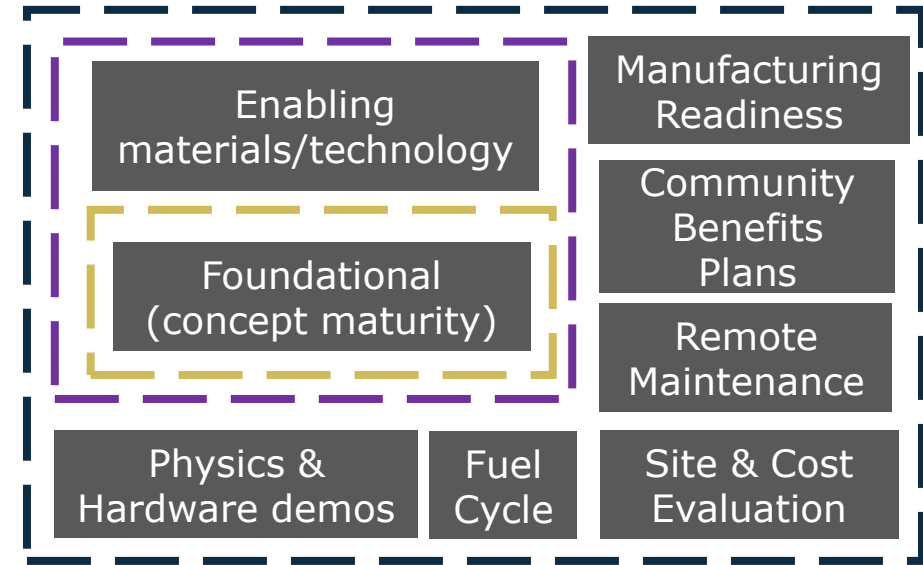 Enabling
materials/technology
Foundational
(concept maturity)
Manufacturing
Readiness
Community
Benefits
Plans
Remote
Maintenance
Physics &
Hardware demos
Fuel
Cycle
Site & Cost
Evaluation